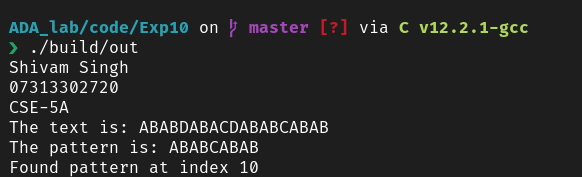 ADA_lab/code/Exp10 on master [?] via C v12.2.1-gcc
❯ ./build/out
Shivam Singh
07313302720
CSE-5A
The text is: ABABDABACDABABCABAB
The pattern is: ABABCABAB
Found pattern at index 10